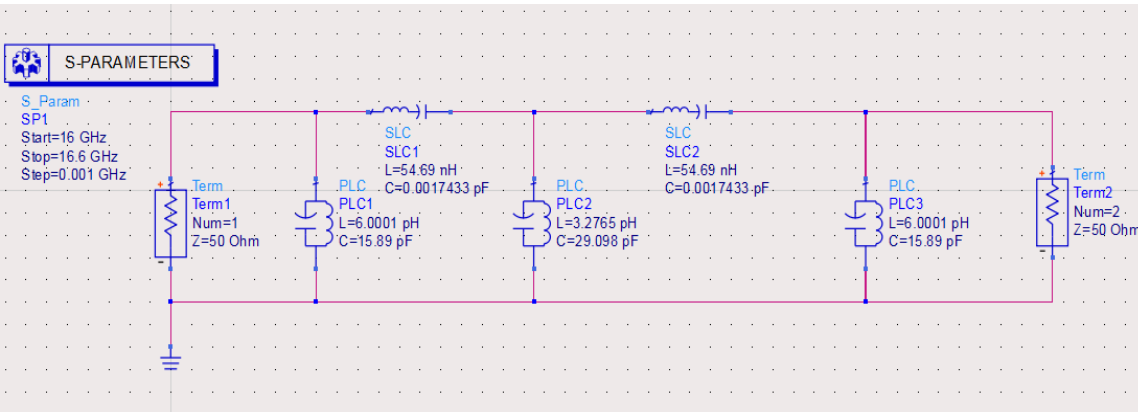 S-PARAMETERS
S_Param
SP1
Start=16 GHz
Stop=16.6 GHz
Step=0.001 GHz
Term
Term1
Num=1
Z=50 Ohm
PLC
PLC1
L=6.0001 pH
C=15.89 pF
SLC
SLC1
L=54.69 nH
C=0.0017433 pF
PLC
PLC2
L=3.2765 pH
C=29.098 pF
SLC
SLC2
L=54.69 nH
C=0.0017433 pF
PLC
PLC3
L=6.0001 pH
C=15.89 pF
Term
Term2
Num=2
Z=50 Ohm